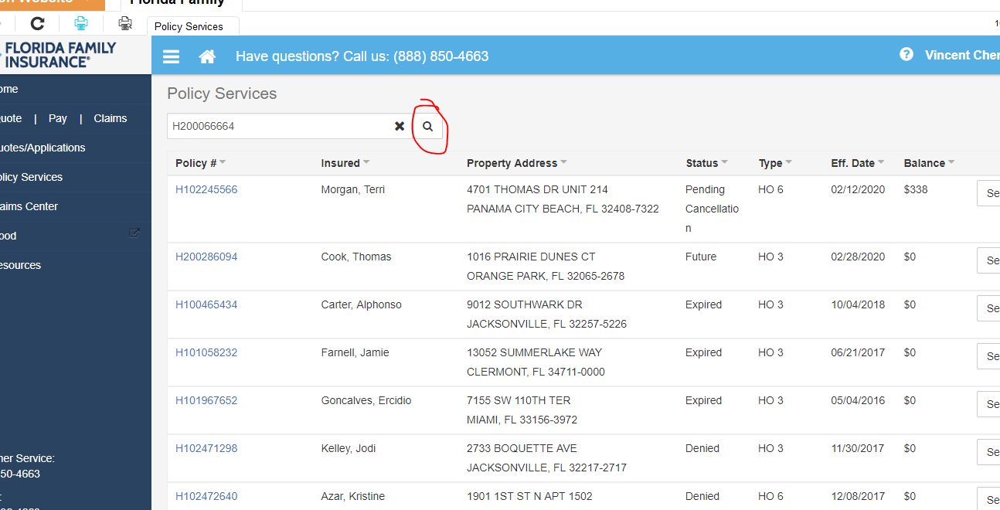 Florida Family
Policy Services
FLORIDA FAMILY
INSURANCE®
Have questions? Call us: (888) 850-4663
? Vincent Cher
ome
uote | Pay | Claims
uotes/Applications
olicy Services
aims Center
ood
esources
ner Service:
50-4663
Policy Services
H200066664
Policy # Insured Property Address Status Type Eff. Date Balance
H102245566 Morgan, Terri 4701 THOMAS DR UNIT 214 Pending HO 6 02/12/2020 $338 Se
PANAMA CITY BEACH, FL 32408-7322 Cancellatio
n
H200286094 Cook, Thomas 1016 PRAIRIE DUNES CT Future HO 3 02/28/2020 $0 Se
ORANGE PARK, FL 32065-2678
H100465434 Carter, Alphonso 9012 SOUTHWARK DR Expired HO 3 10/04/2018 $0 Se
JACKSONVILLE, FL 32257-5226
H101058232 Farnell, Jamie 13052 SUMMERLAKE WAY Expired HO 3 06/21/2017 $0 Se
CLERMONT, FL 34711-0000
H101967652 Goncalves, Ercidio 7155 SW 110TH TER Expired HO 3 05/04/2016 $0 Se
MIAMI, FL 33156-3972
H102471298 Kelley, Jodi 2733 BOQUETTE AVE Denied HO 3 11/30/2017 $0 Se
JACKSONVILLE, FL 32217-2717
H102472640 Azar, Kristine 1901 1ST ST N APT 1502 Denied HO 6 12/08/2017 $0 Se